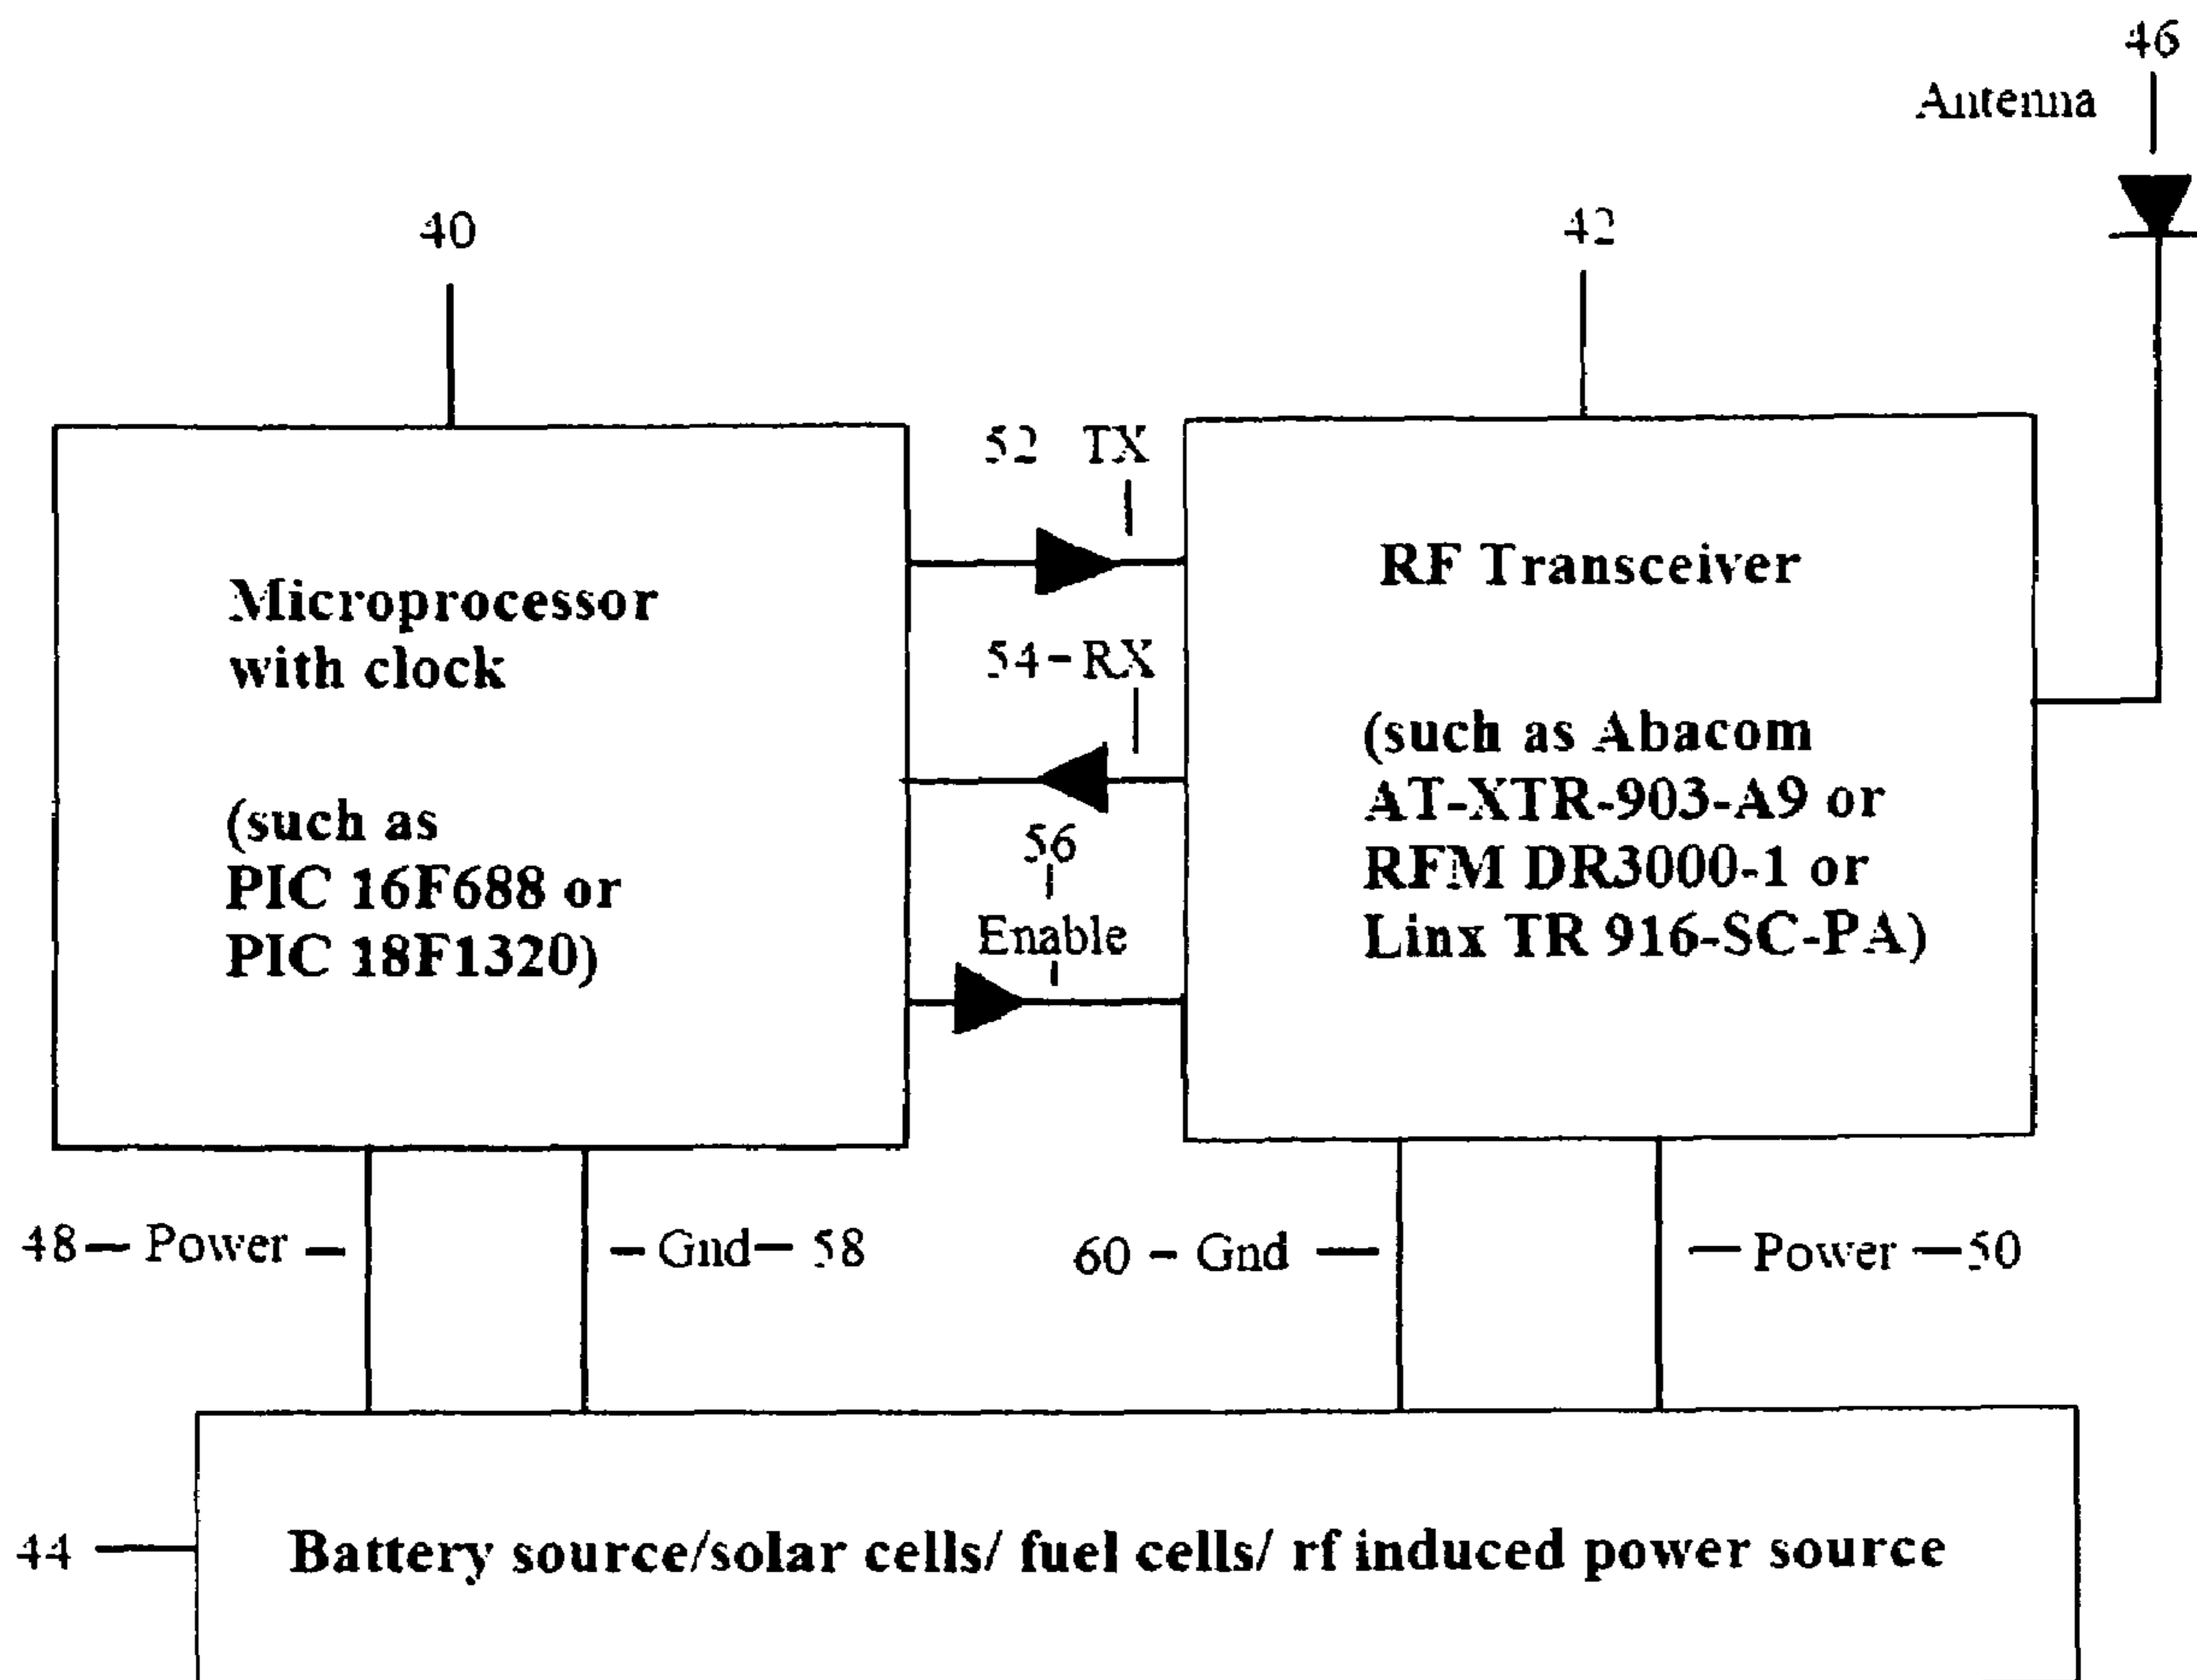 46
Antenna
40
42
52 TX
Microprocessor
with clock
(such as
PIC 16F688 or
PIC 18F1320)
54-RX
56
Enable
RF Transceiver
(such as Abacom
AT-XTR-903-A9 or
RFM DR3000-1 or
Linx TR 916-SC-PA)
48— Power —
— Gnd— 58
60 - Gnd —
— Power —50
44
Battery source/solar cells/ fuel cells/ rf induced power source